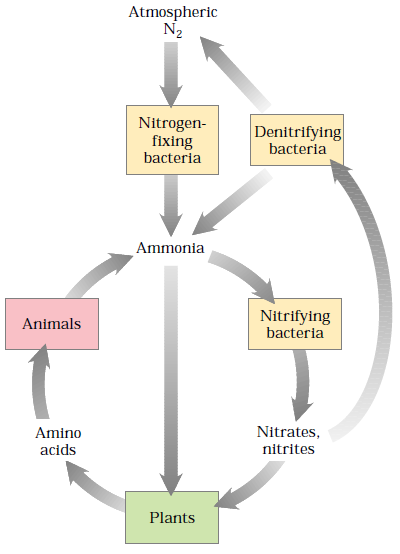 Atmospheric
N₂
Nitrogen-
fixing
bacteria
Denitrifying
bacteria
Ammonia
Animals
Nitrifying
bacteria
Amino
acids
Nitrates,
nitrites
Plants